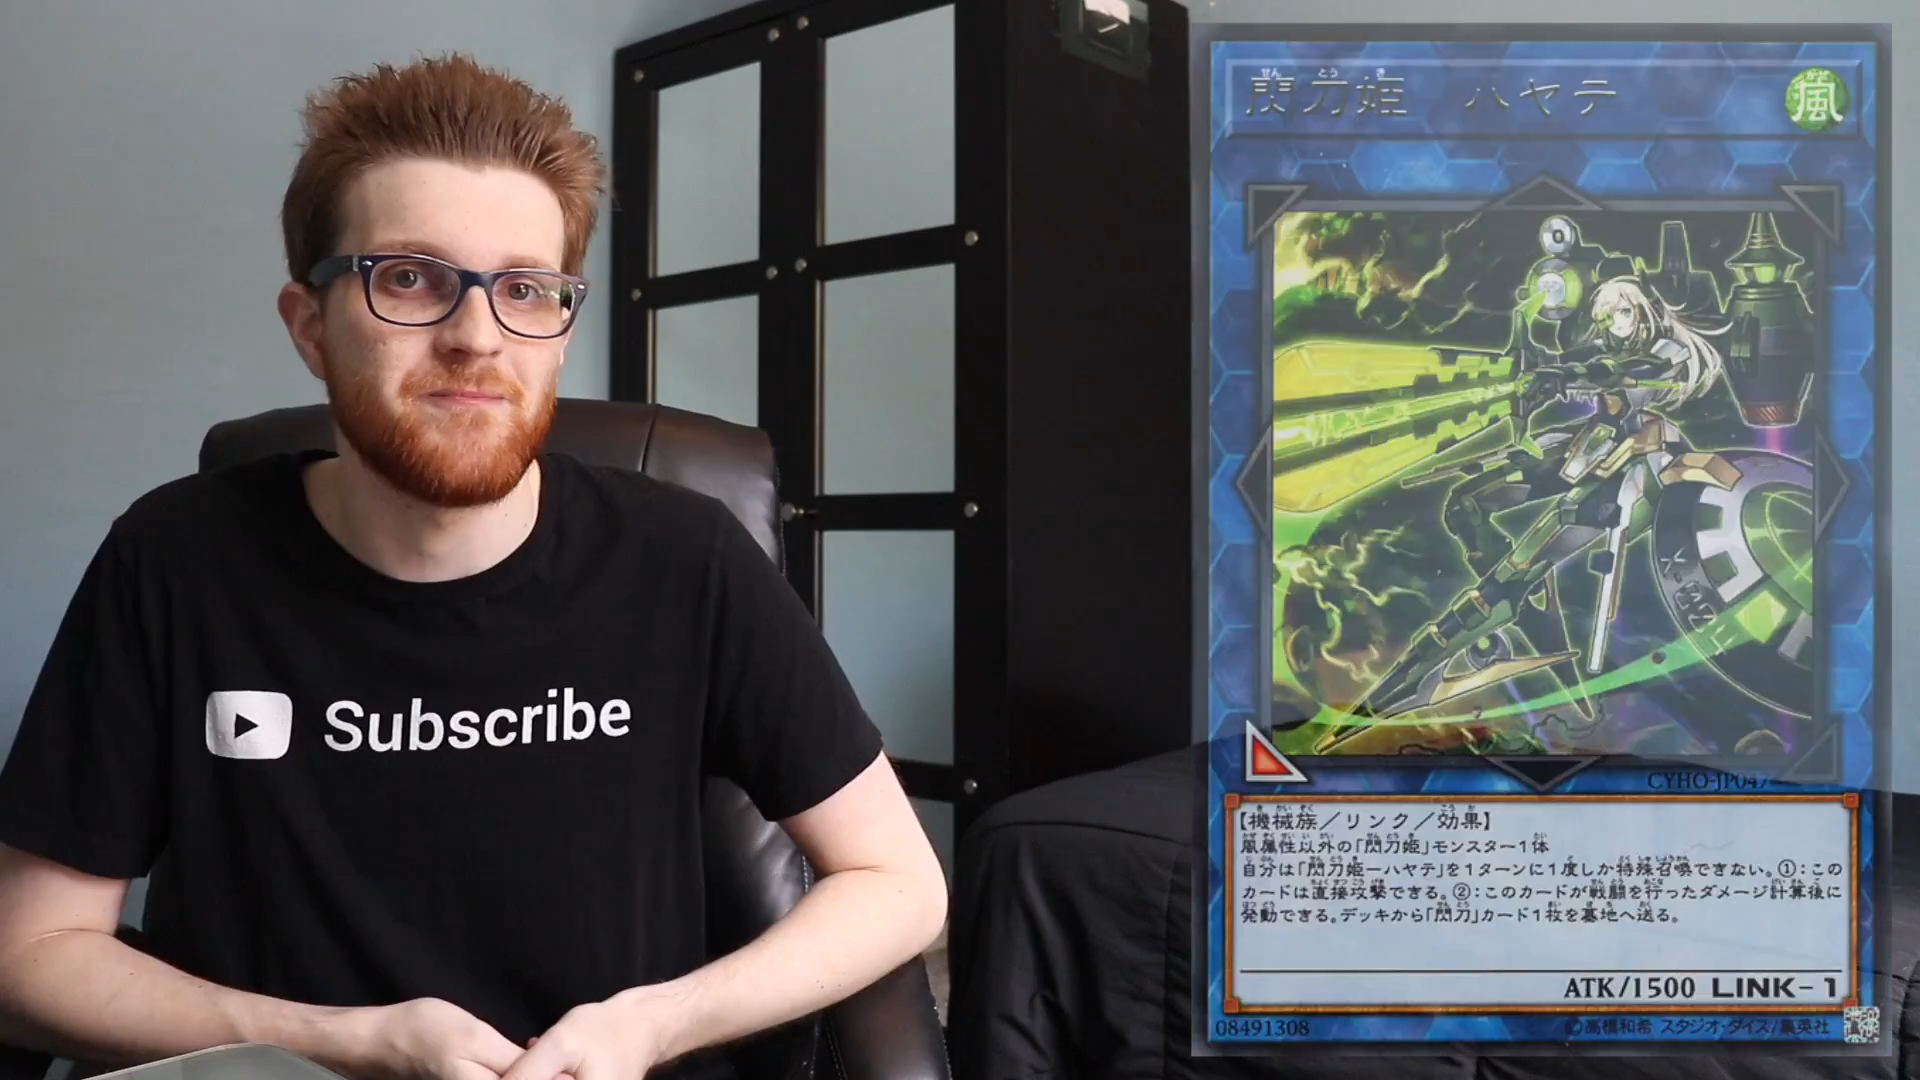 Subscribe
閃刀姫 ハヤテ
風
CYHO-JP047
【機械族/リンク/効果】
風属性以外の「閃刀姫」モンスター1体
自分は「閃刀姫-ハヤテ」を1ターンに1度しか特殊召喚できない。①:この
カードは直接攻撃できる。②:このカードが戦闘を行ったダメージ計算後に
発動できる。デッキから「閃刀」カード1枚を墓地へ送る。
ATK/1500 LINK-1
08491308
©高橋和希 スタジオ・ダイス/集英社